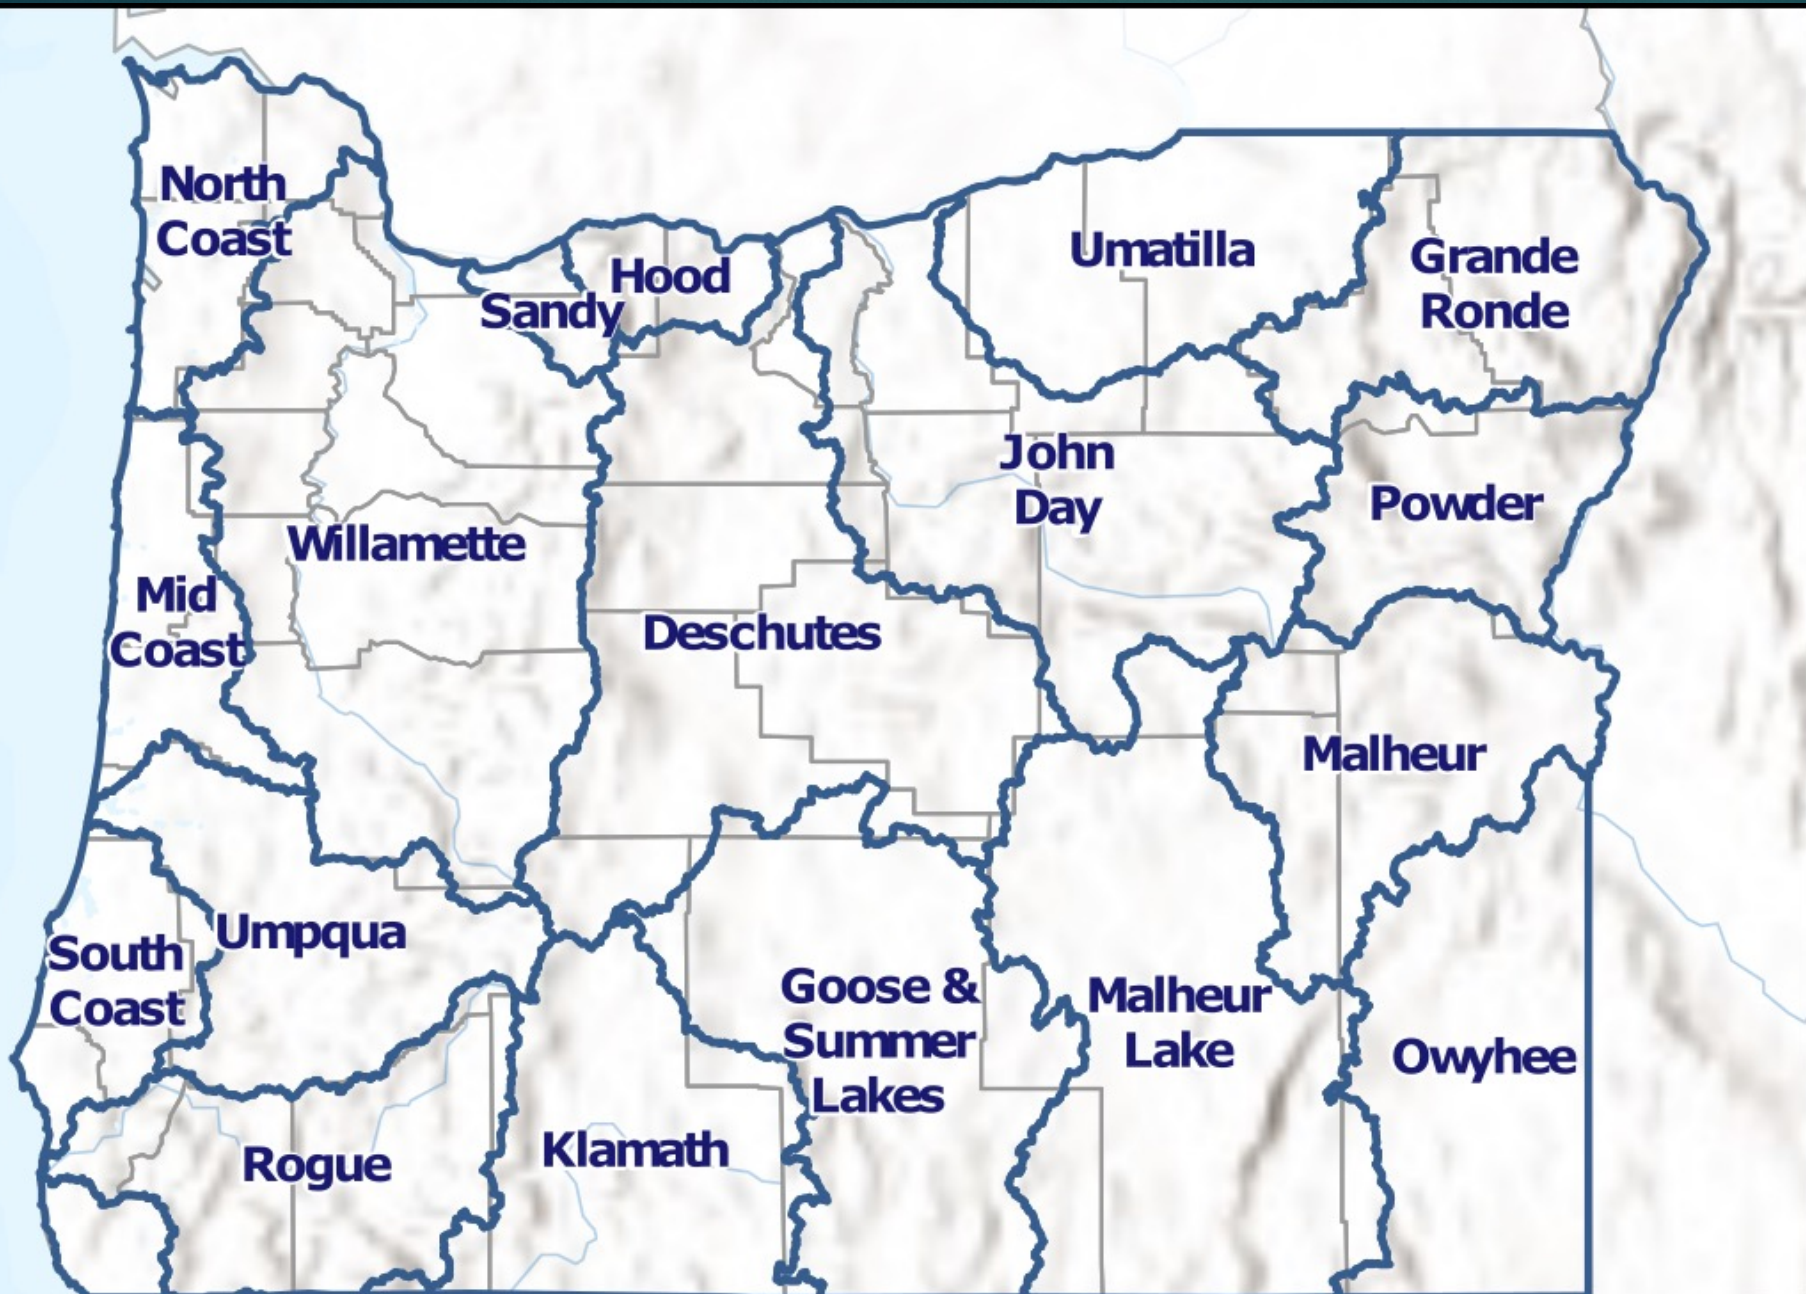 North
Coast
Hood
Sandy
Umatilla
Grande
Ronde
John
Day
Powder
Willamette
Mid
Coast
Deschutes
Malheur
Umpqua
South
Coast
Goose &
Summer
Lakes
Malheur
Lake
Owyhee
Rogue
Klamath